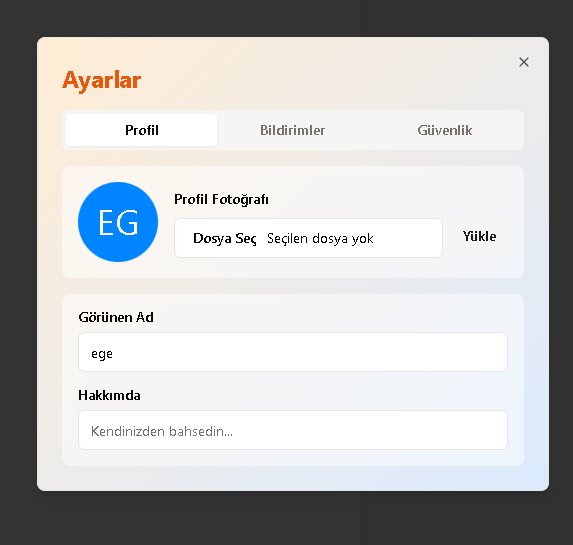 Ayarlar
Profil
Bildirimler
Güvenlik
EG
Profil Fotoğrafı
Dosya Seç Seçilen dosya yok
Yükle
Görünen Ad
ege
Hakkımda
Kendinizden bahsedin...